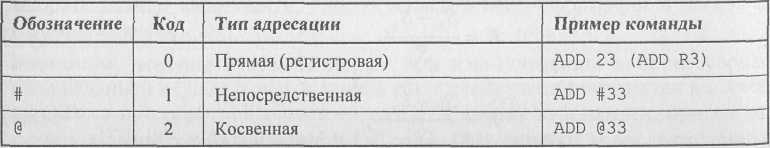 Обозначение Код Тип адресации Пример команды
0 Прямая (регистровая) ADD 23 (ADD R3)
# 1 Непосредственная ADD #33
@ 2 Косвенная ADD @33